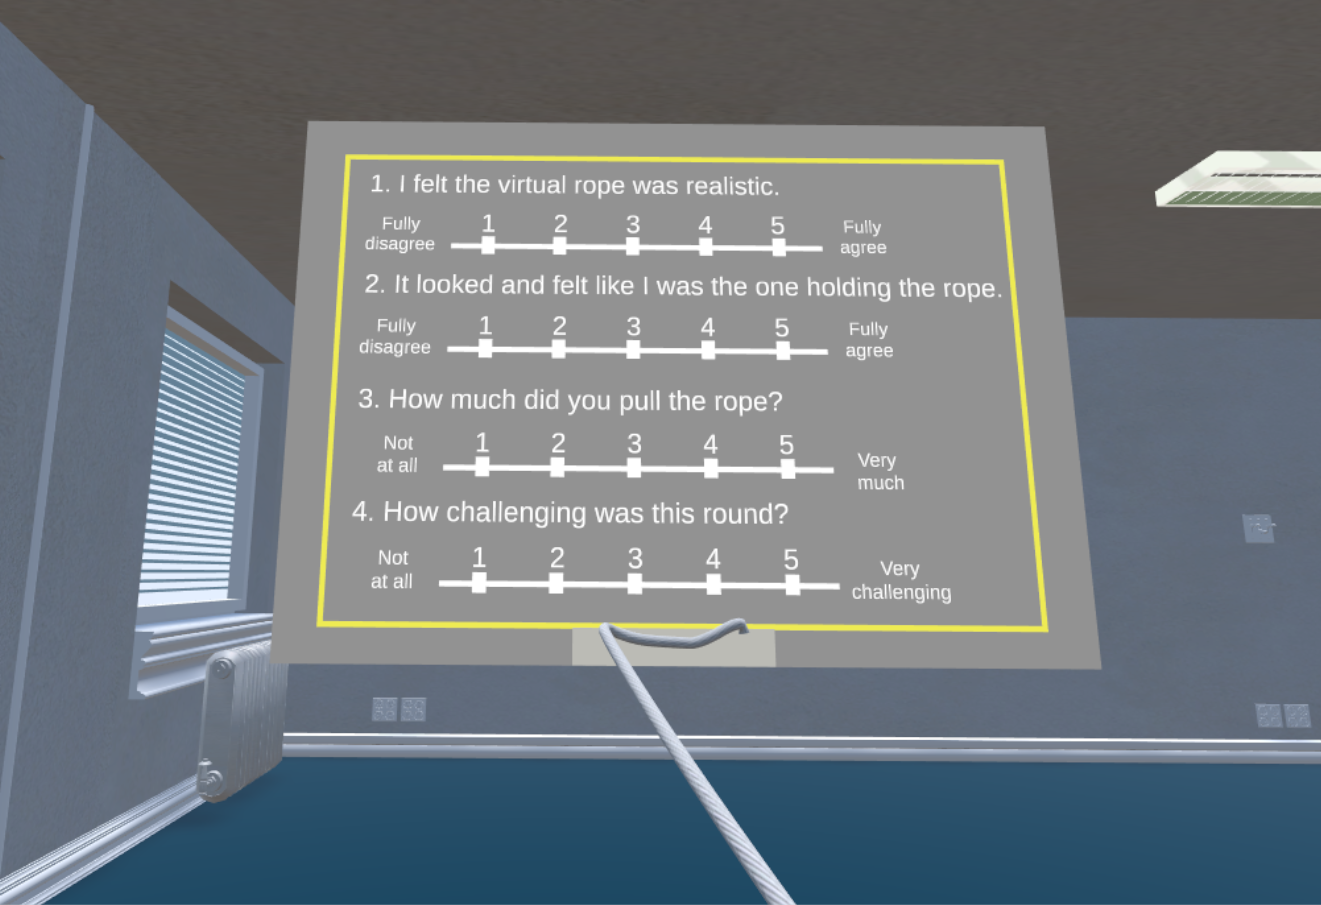 1. I felt the virtual rope was realistic.
Fully disagree 1 2 3 4 5 Fully agree
2. It looked and felt like I was the one holding the rope.
Fully disagree 1 2 3 4 5 Fully agree
3. How much did you pull the rope?
Not at all 1 2 3 4 5 Very much
4. How challenging was this round?
Not at all 1 2 3 4 5 Very challenging